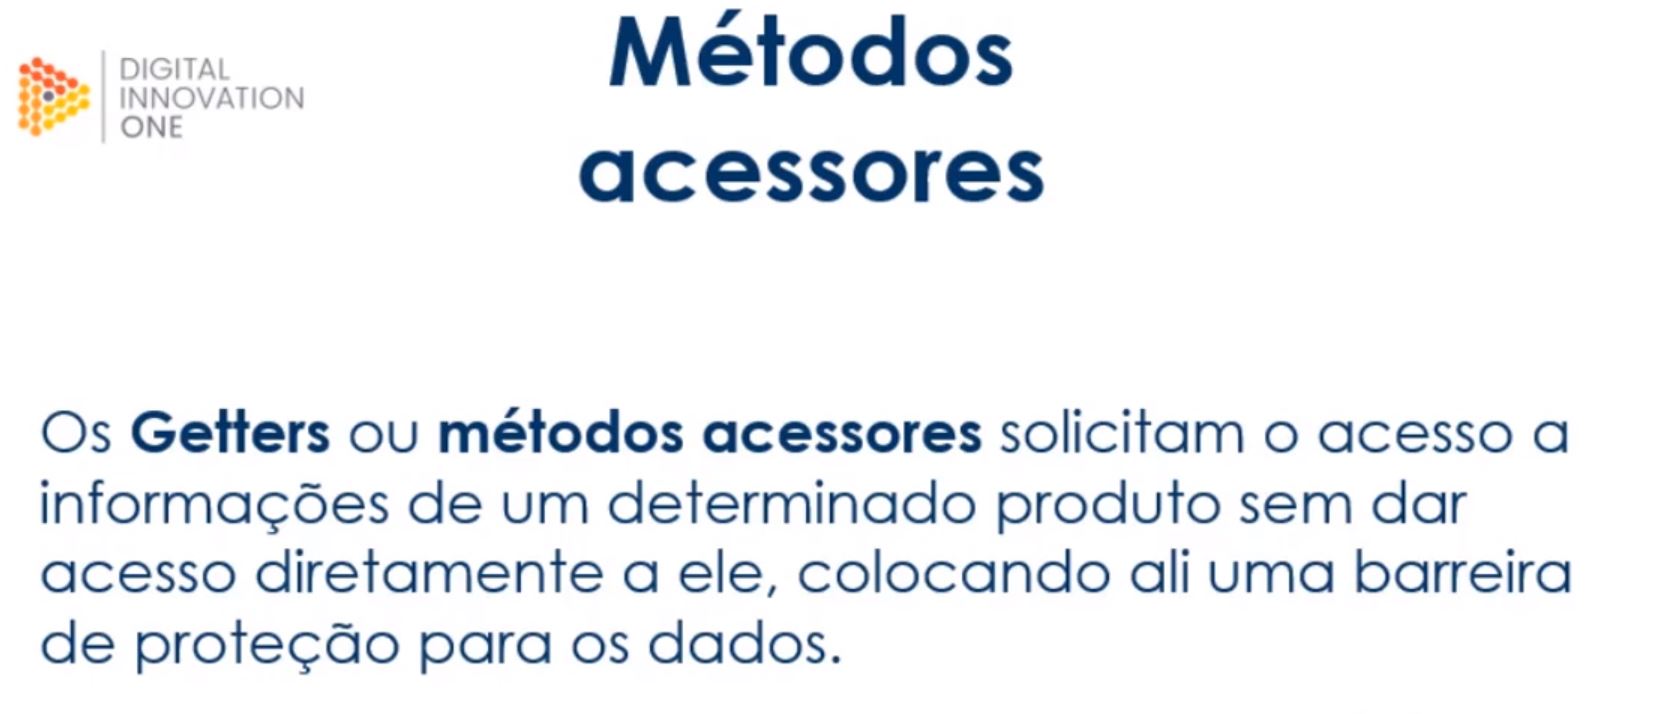 DIGITAL
INNOVATION
ONE
Métodos
acessores
Os Getters ou métodos acessores solicitam o acesso a
informações de um determinado produto sem dar
acesso diretamente a ele, colocando ali uma barreira
de proteção para os dados.